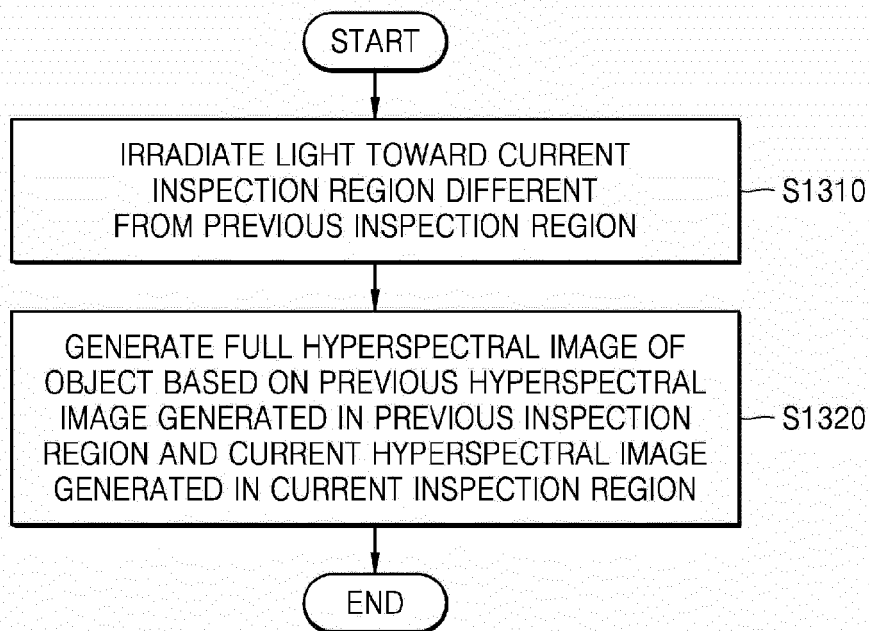 START
IRRADIATE LIGHT TOWARD CURRENT
INSPECTION REGION DIFFERENT
FROM PREVIOUS INSPECTION REGION
S1310
GENERATE FULL HYPERSPECTRAL IMAGE OF
OBJECT BASED ON PREVIOUS HYPERSPECTRAL
IMAGE GENERATED IN PREVIOUS INSPECTION
REGION AND CURRENT HYPERSPECTRAL IMAGE
GENERATED IN CURRENT INSPECTION REGION
S1320
END